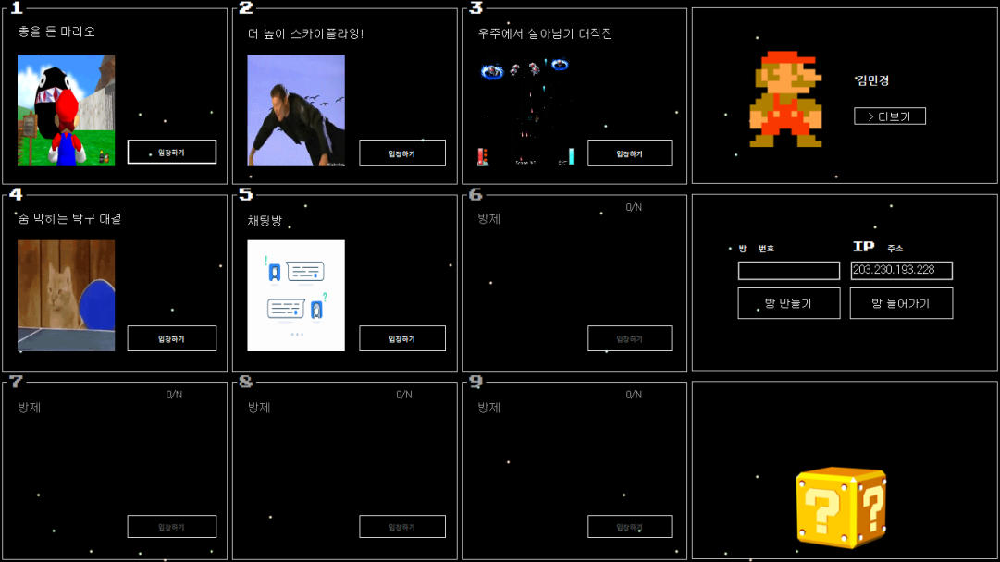 1
총을 든 마리오
입장하기
2
더 높이 스카이플라잉!
입장하기
3
우주에서 살아남기 대작전
입장하기
김민경
> 더보기
4
숨 막히는 탁구 대결
입장하기
5
채팅방
! ?
입장하기
6
0/N
방제
입장하기
방 번호
IP 주소
203.230.193.228
방 만들기
방 들어가기
7
0/N
방제
입장하기
8
0/N
방제
입장하기
9
0/N
방제
입장하기
? ?